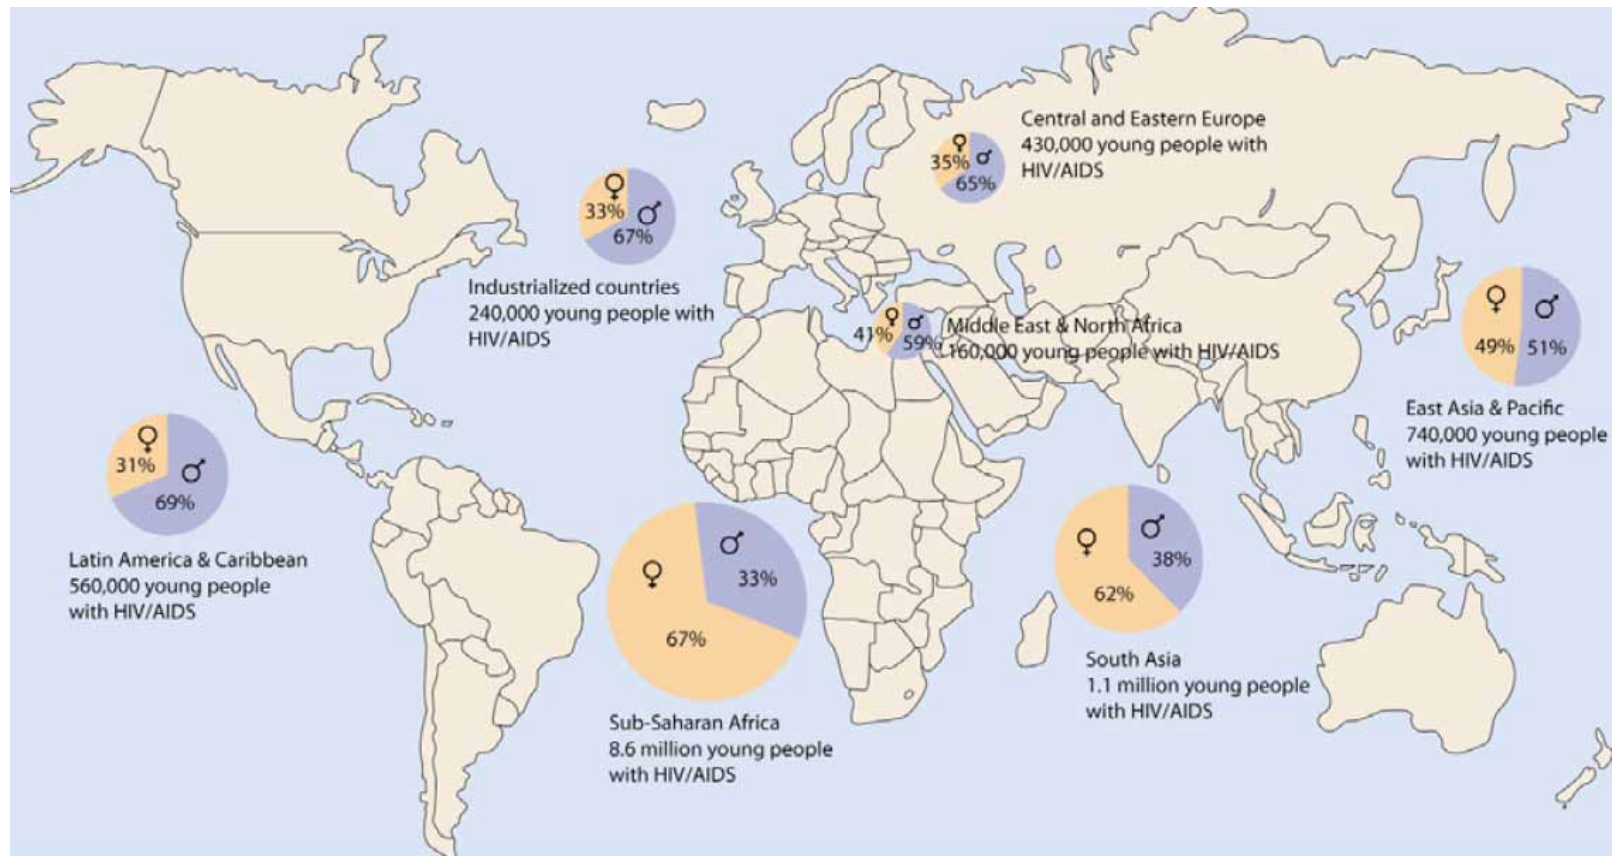 Central and Eastern Europe
430,000 young people with
HIV/AIDS
♀
35%
♂
65%
♀
33%
♂
67%
Industrialized countries
240,000 young people with
HIV/AIDS
♀
41%
♂
59%
Middle East & North Africa
160,000 young people with HIV/AIDS
♀
49%
♂
51%
East Asia & Pacific
740,000 young people
with HIV/AIDS
♀
31%
♂
69%
Latin America & Caribbean
560,000 young people
with HIV/AIDS
♀
67%
♂
33%
Sub-Saharan Africa
8.6 million young people
with HIV/AIDS
♀
62%
♂
38%
South Asia
1.1 million young people
with HIV/AIDS